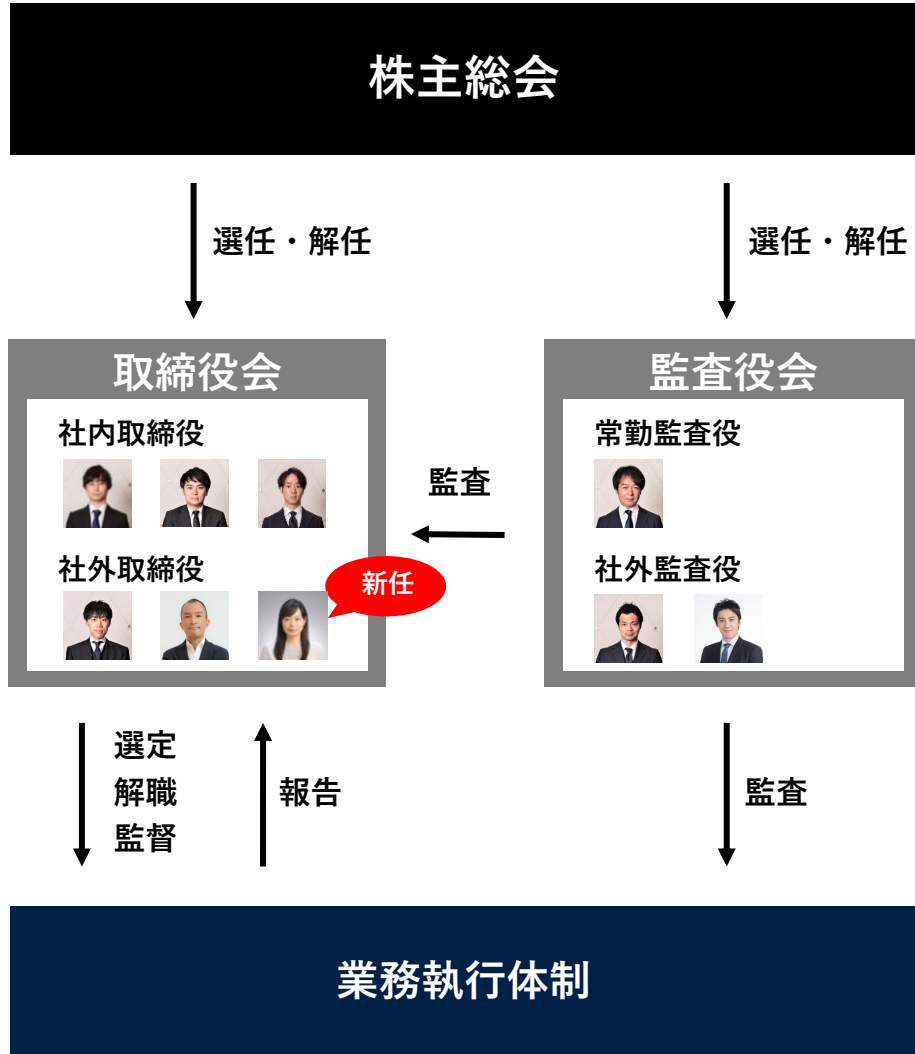 株主総会
選任・解任
選任・解任
取締役会
社内取締役
社外取締役
新任
監査
監査役会
常勤監査役
社外監査役
選定
解職
監督
報告
監査
業務執行体制